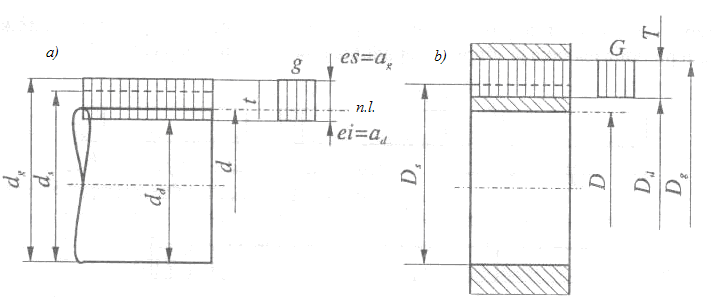 a)
g
es=a_g
t
n.l.
ei=a_d
d_g
d_s
d_d
d
b)
G
T
D_s
D
D_d
D_g